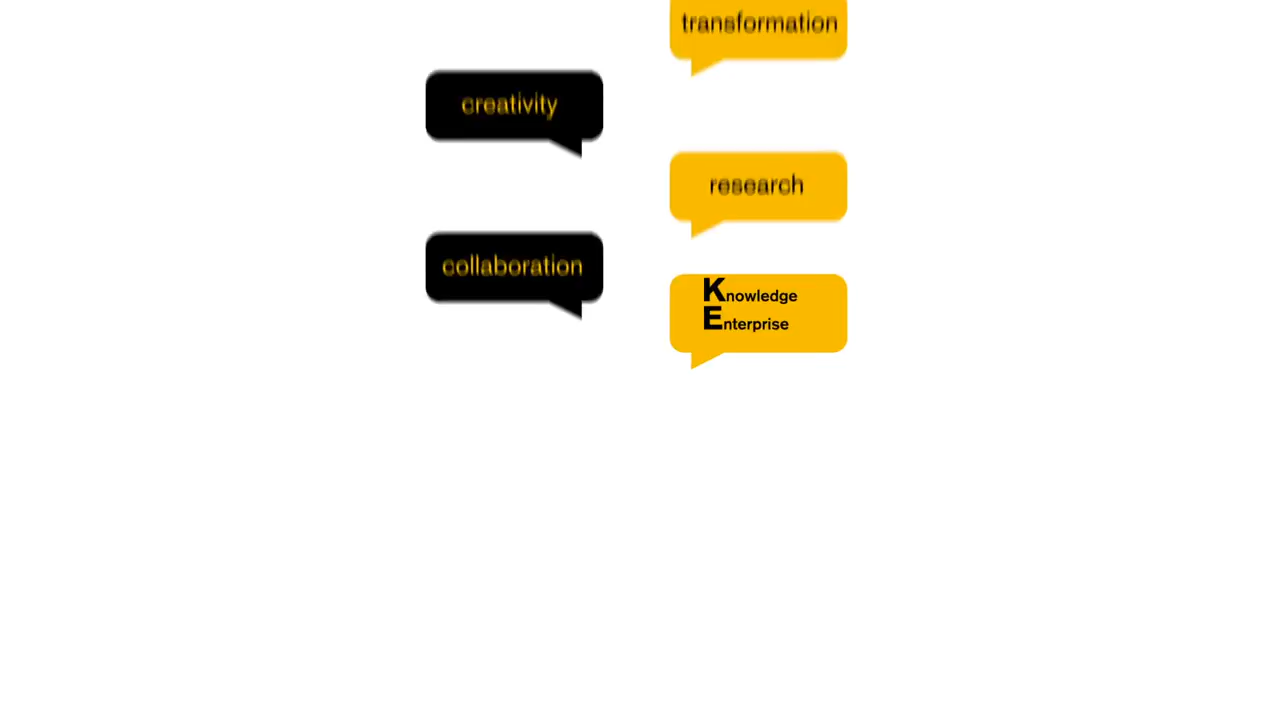 transformation
creativity
research
collaboration
Knowledge
Enterprise